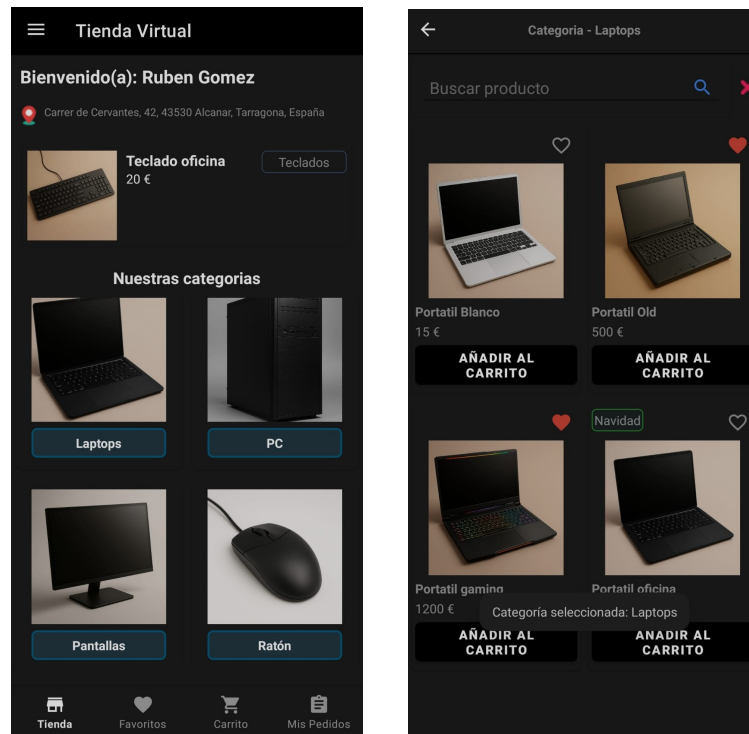 Tienda Virtual
Bienvenido(a): Ruben Gomez
Carrer de Cervantes, 42, 43530 Alcanar, Tarragona, España
Teclado oficina
Teclados
20 €
Nuestras categorias
Laptops
PC
Pantallas
Ratón
Tienda
Favoritos
Carrito
Mis Pedidos
Categoria - Laptops
Buscar producto
Portatil Blanco
15 €
AÑADIR AL
CARRITO
Portatil Old
500 €
AÑADIR AL
CARRITO
Navidad
Portatil gaming
1200 €
AÑADIR AL
CARRITO
Portatil oficina
Categoría seleccionada: Laptops
AÑADIR AL
CARRITO